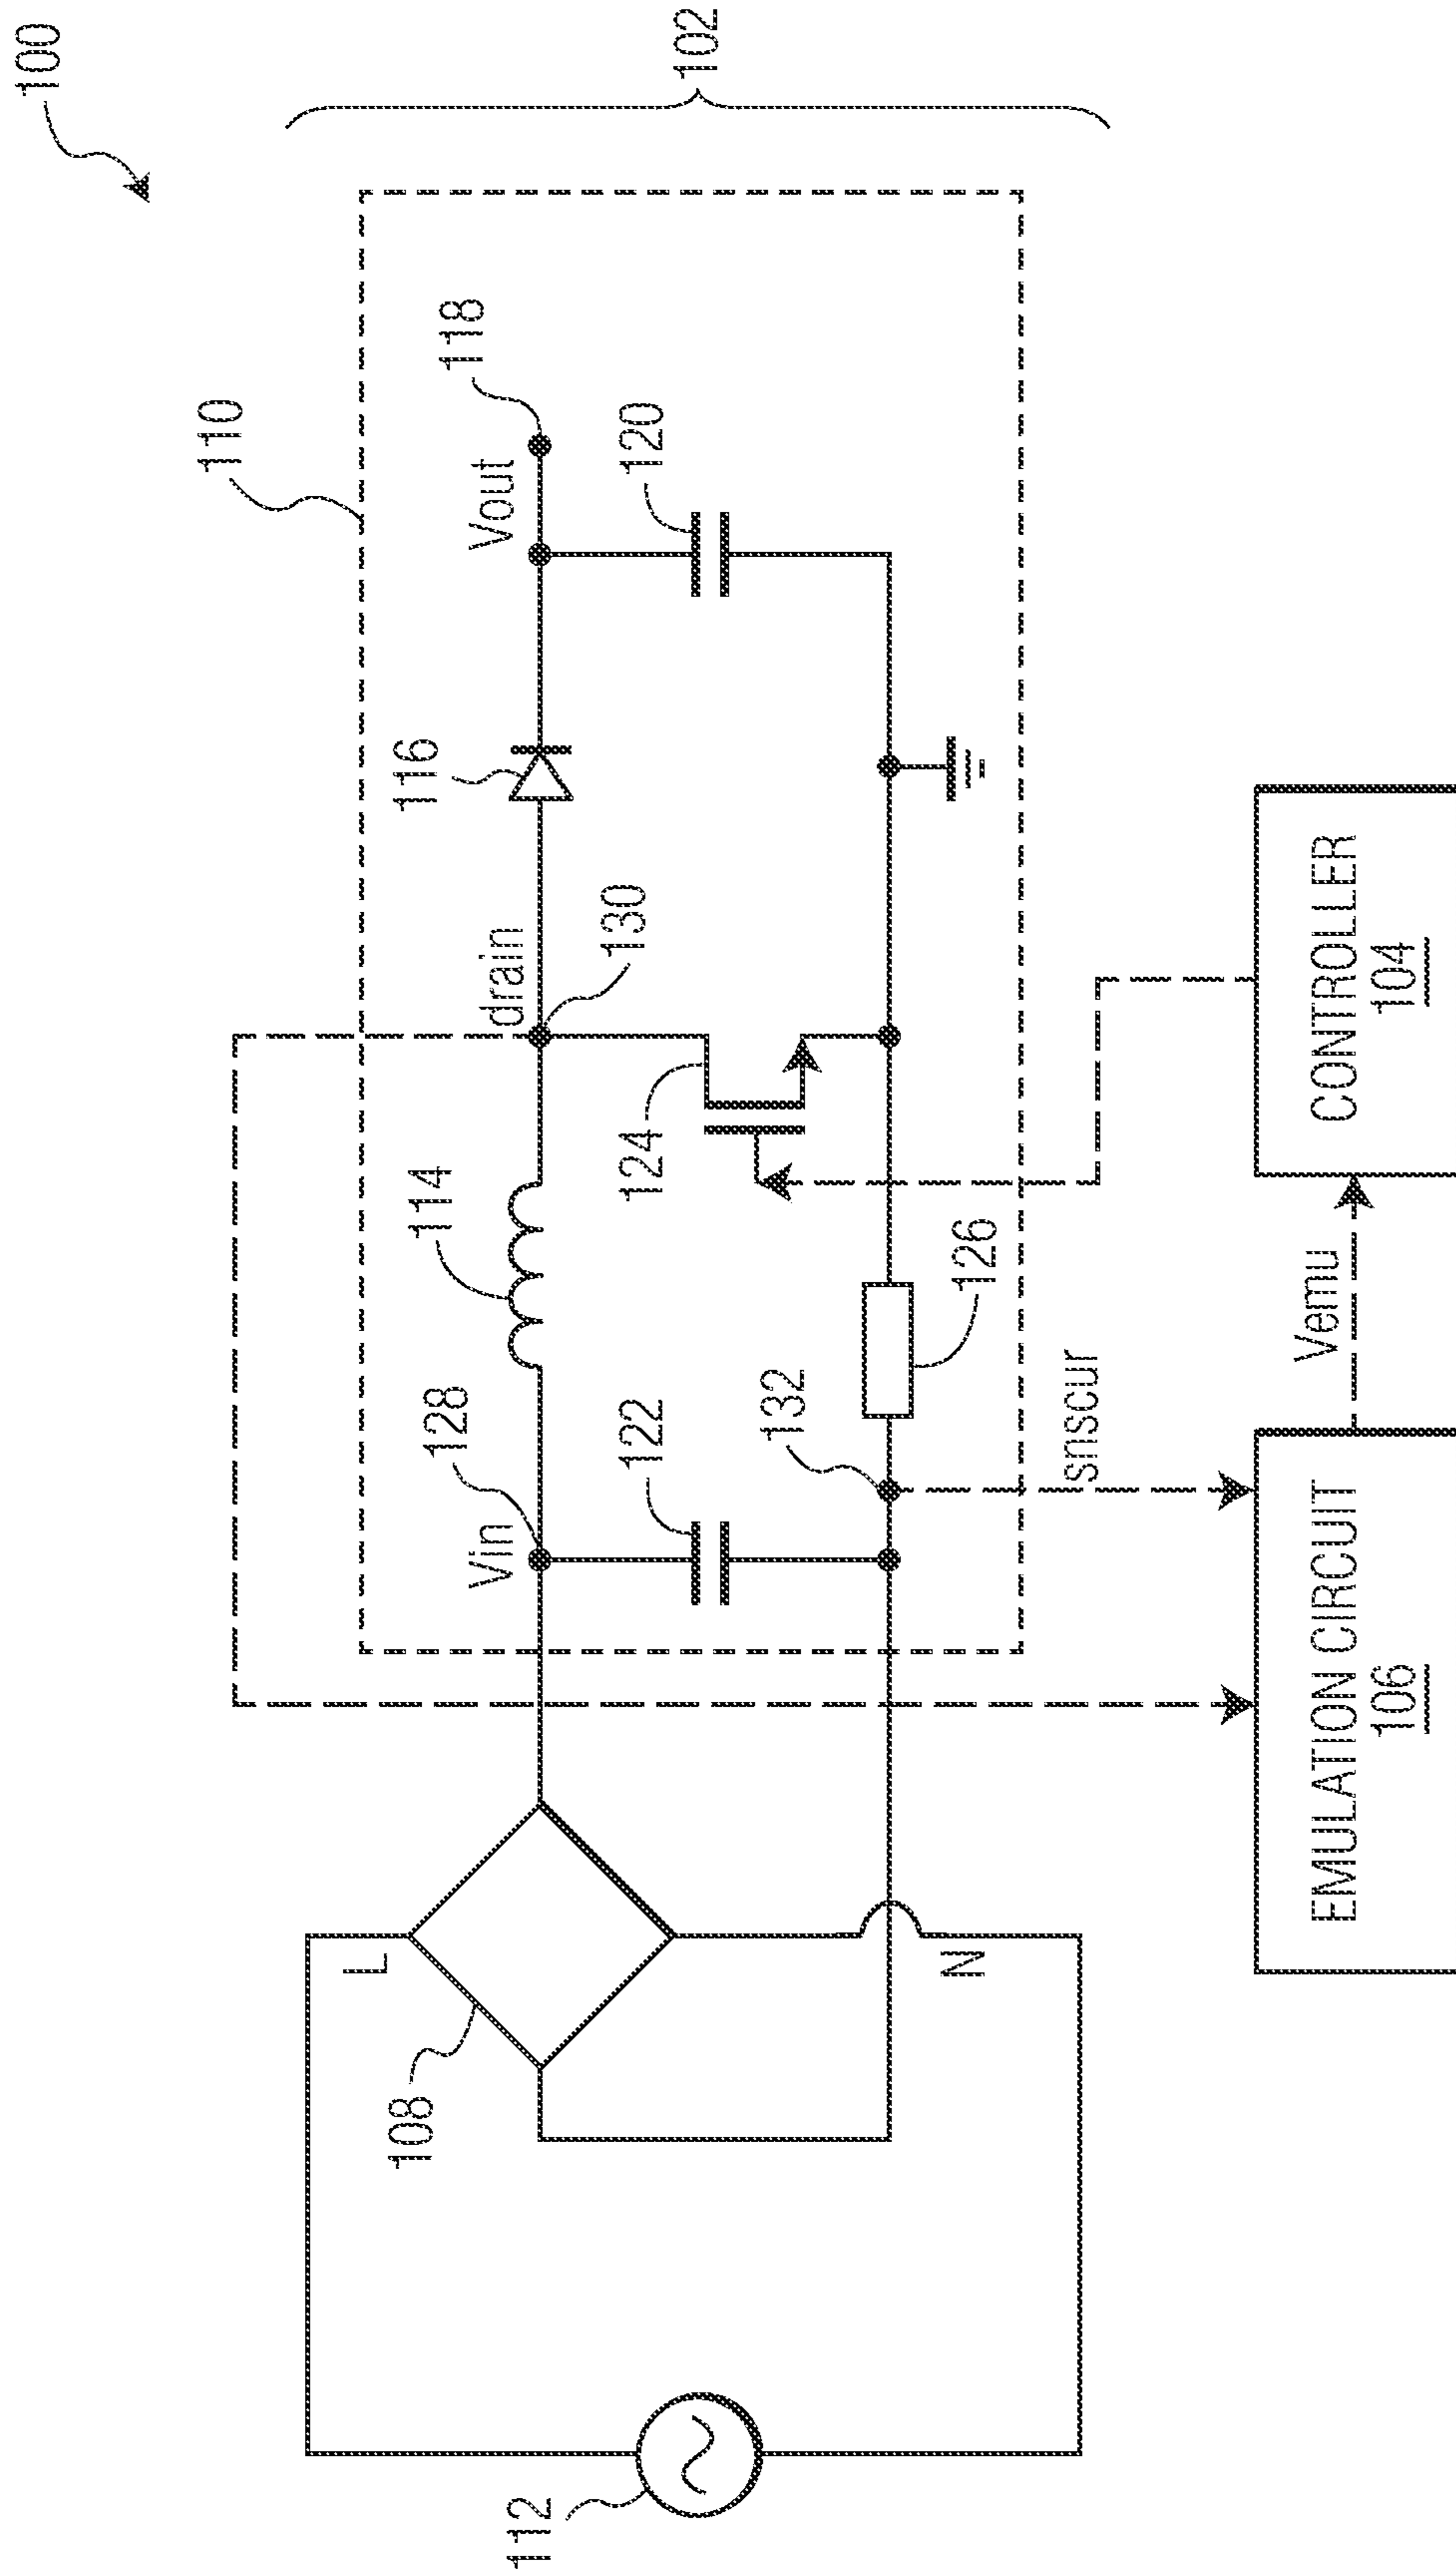 100
102
110
118
Vout
120
116
drain
130
124
114
126
128
Vin
122
132
snscur
L
N
108
112
Vemu
CONTROLLER
104
EMULATION CIRCUIT
106